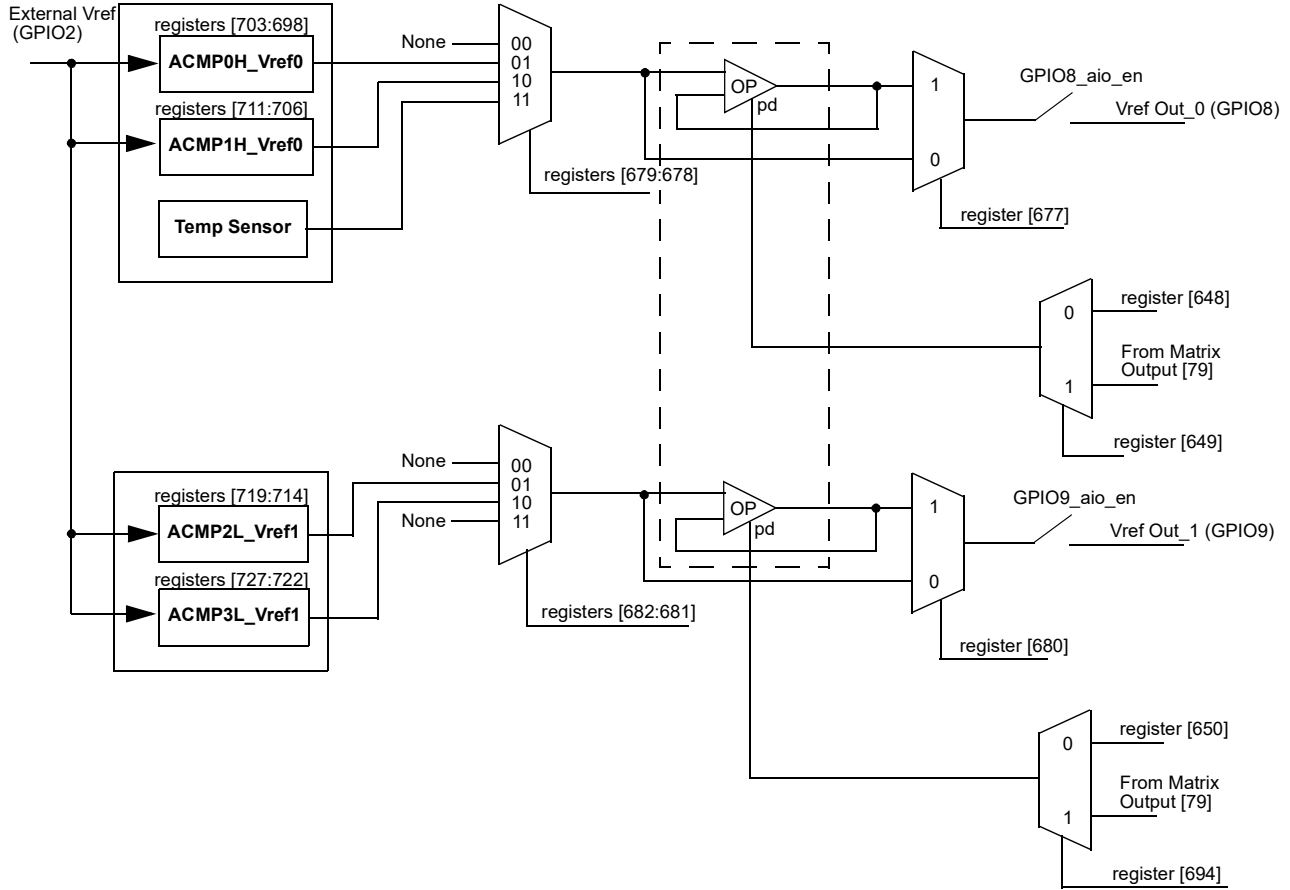 External Vref
(GPIO2)
registers [703:698]
ACMP0H_Vref0
registers [711:706]
ACMP1H_Vref0
Temp Sensor
None
00
01
10
11
registers [679:678]
OP
pd
1
0
register [677]
GPIO8_aio_en
Vref Out_0 (GPIO8)
0
1
register [648]
From Matrix
Output [79]
register [649]
registers [719:714]
ACMP2L_Vref1
registers [727:722]
ACMP3L_Vref1
None
None
00
01
10
11
registers [682:681]
OP
pd
1
0
register [680]
GPIO9_aio_en
Vref Out_1 (GPIO9)
0
1
register [650]
From Matrix
Output [79]
register [694]